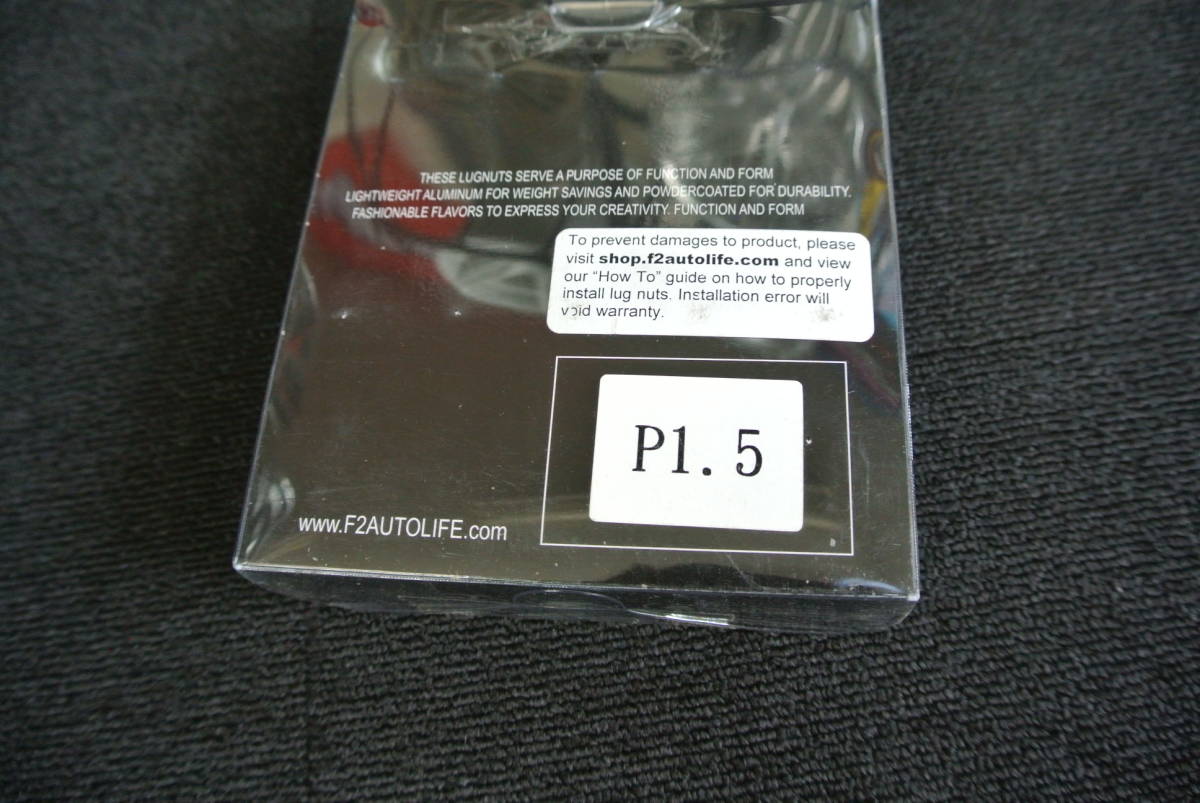 THESE LUGNUTS SERVE A PURPOSE OF FUNCTION AND FORM
LIGHTWEIGHT ALUMINUM FOR WEIGHT SAVINGS AND POWDERCOATED FOR DURABILITY.
FASHIONABLE FLAVORS TO EXPRESS YOUR CREATIVITY. FUNCTION AND FORM
To prevent damages to product, please
visit shop.f2autolife.com and view
our “How To” guide on how to properly
install lug nuts. Installation error will
void warranty.
P1.5
www.F2AUTOLIFE.com